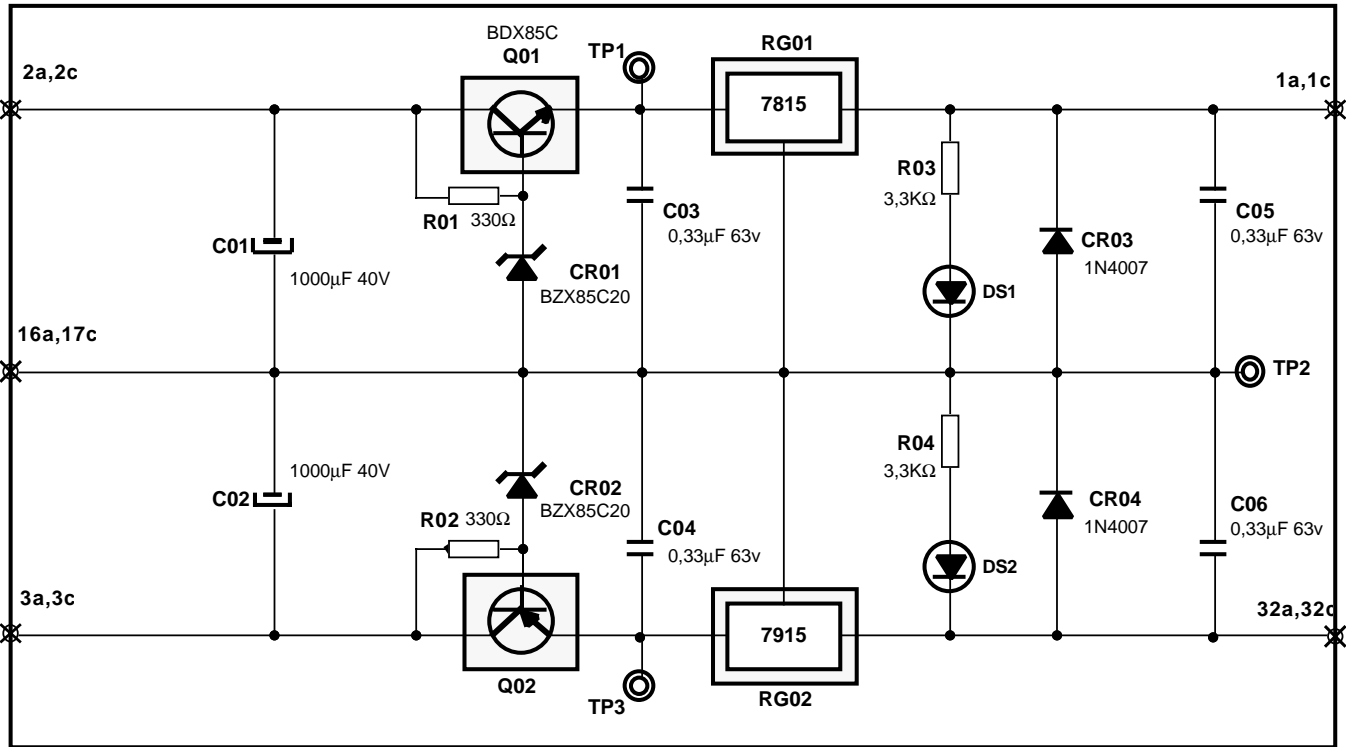 BDX85C
Q01
TP1
RG01
2a,2c
1a,1c
7815
R03
3,3KΩ
R01 330Ω
C03
0,33µF 63v
C05
0,33µF 63v
C01
1000µF 40V
CR01
BZX85C20
CR03
1N4007
DS1
16a,17c
TP2
R04
3,3KΩ
1000µF 40V
C02
CR02
BZX85C20
R02 330Ω
C04
0,33µF 63v
CR04
1N4007
C06
0,33µF 63v
DS2
3a,3c
32a,32c
7915
Q02
TP3
RG02